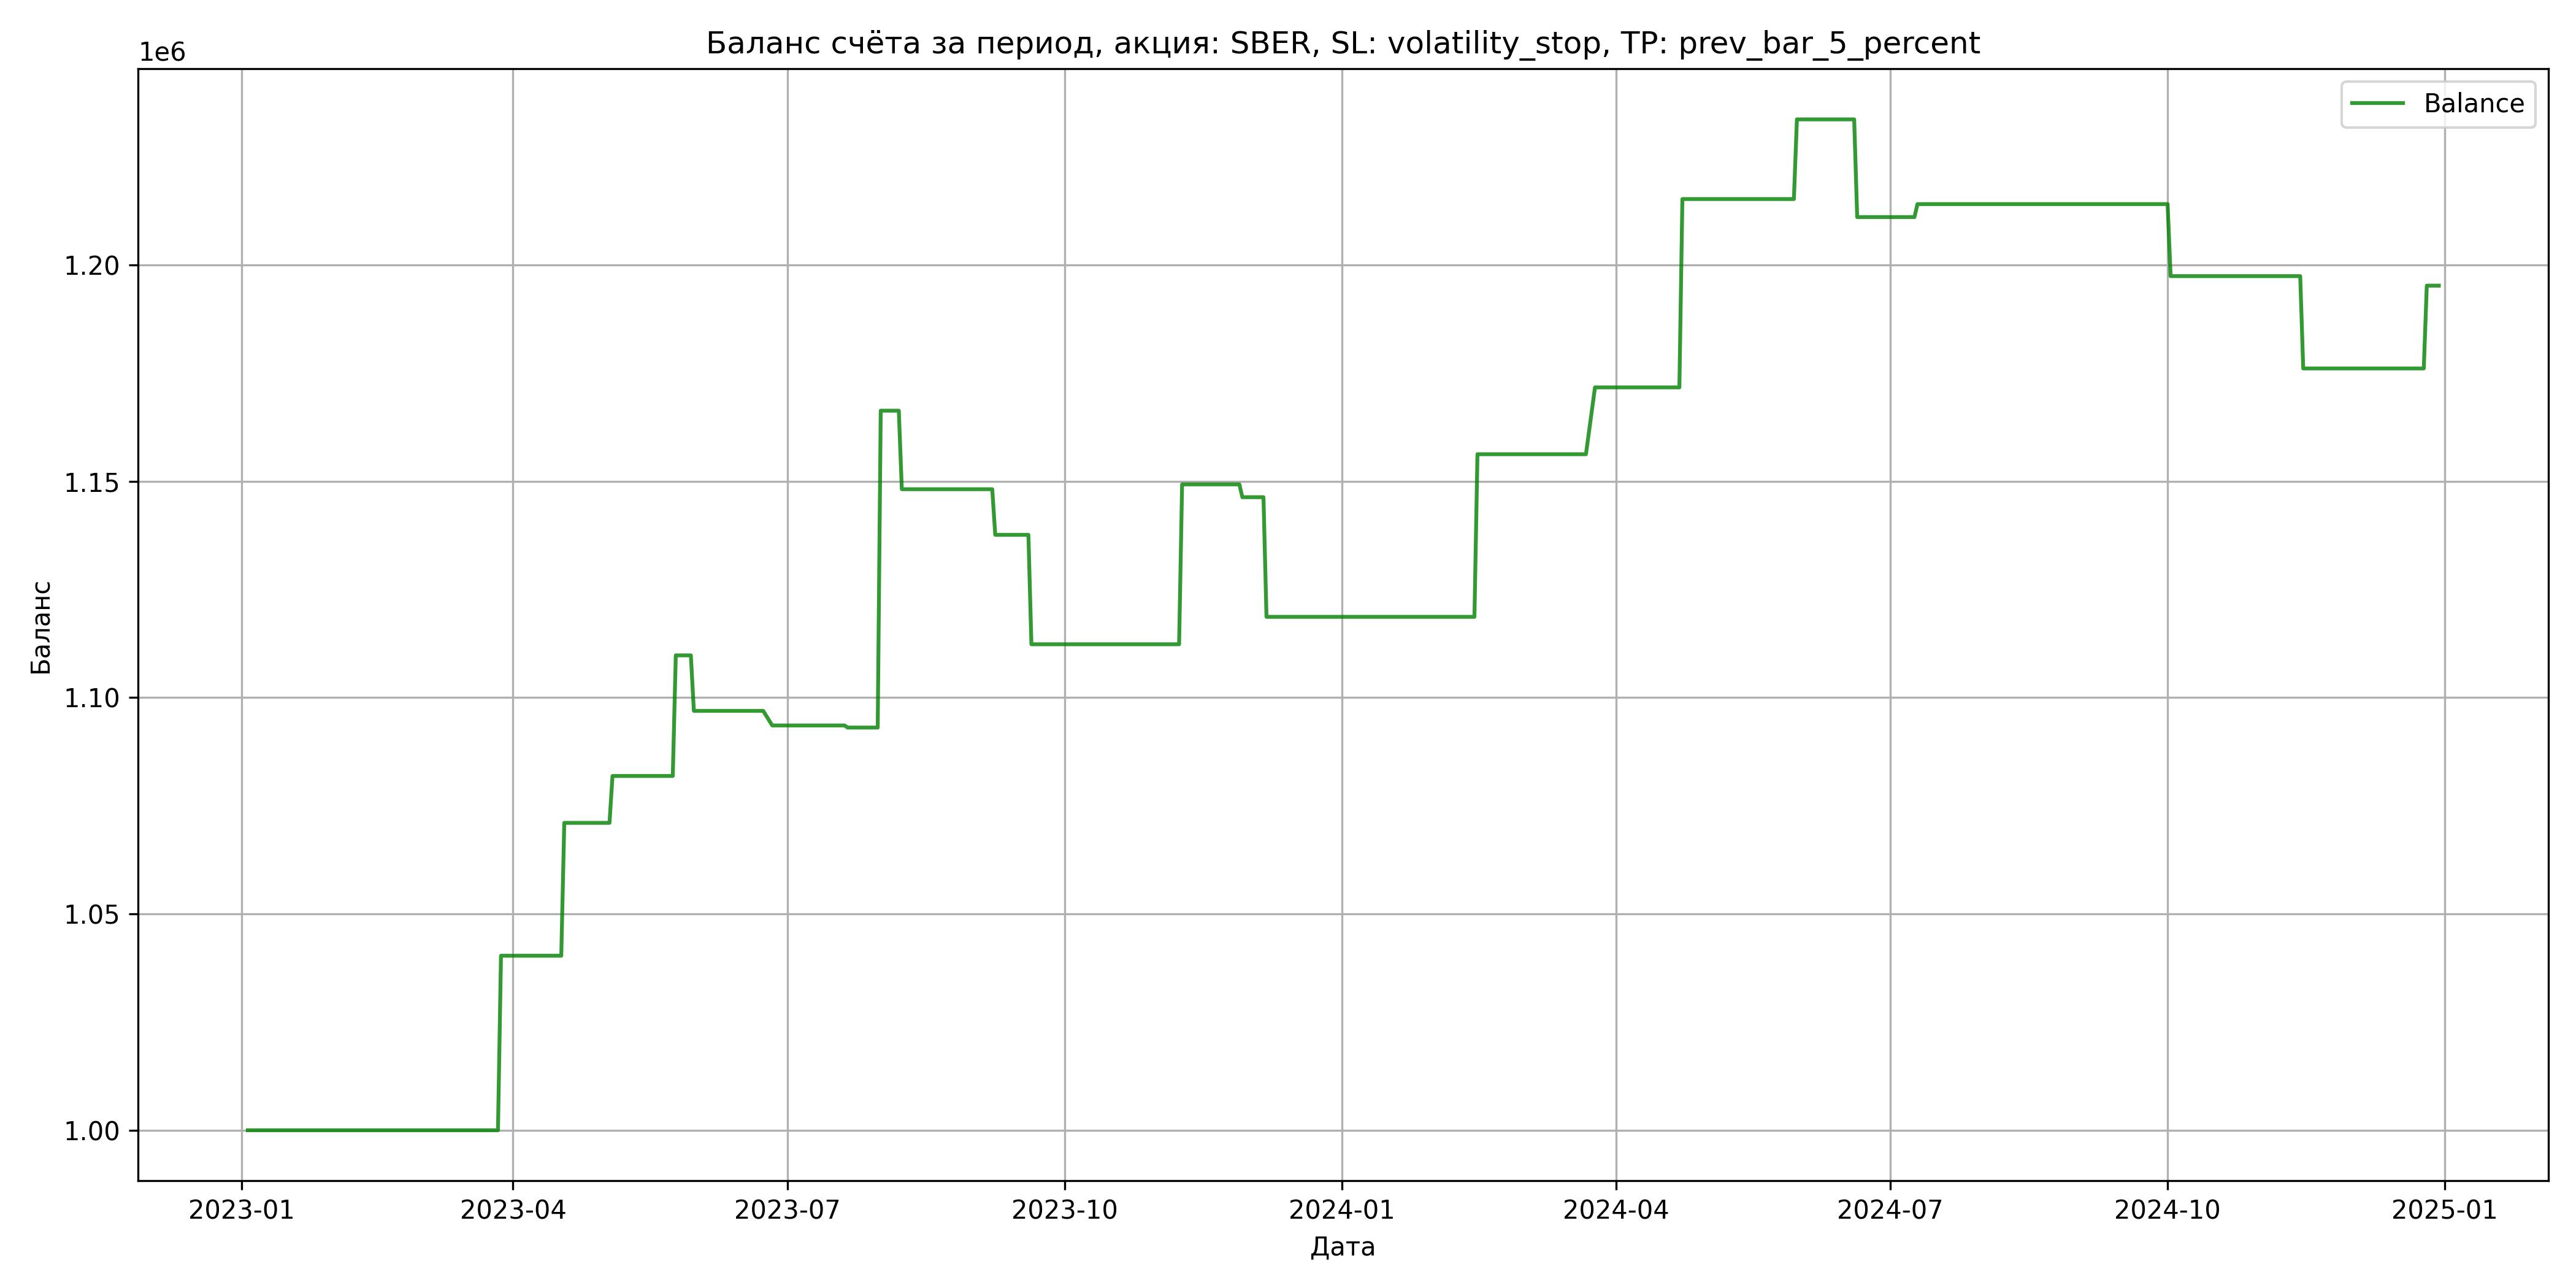 Баланс счёта за период, акция: SBER, SL: volatility_stop, TP: prev_bar_5_percent
1e6
Balance
1.20
1.15
1.10
1.05
1.00
Баланс
2023-01 2023-04 2023-07 2023-10 2024-01 2024-04 2024-07 2024-10 2025-01
Дата